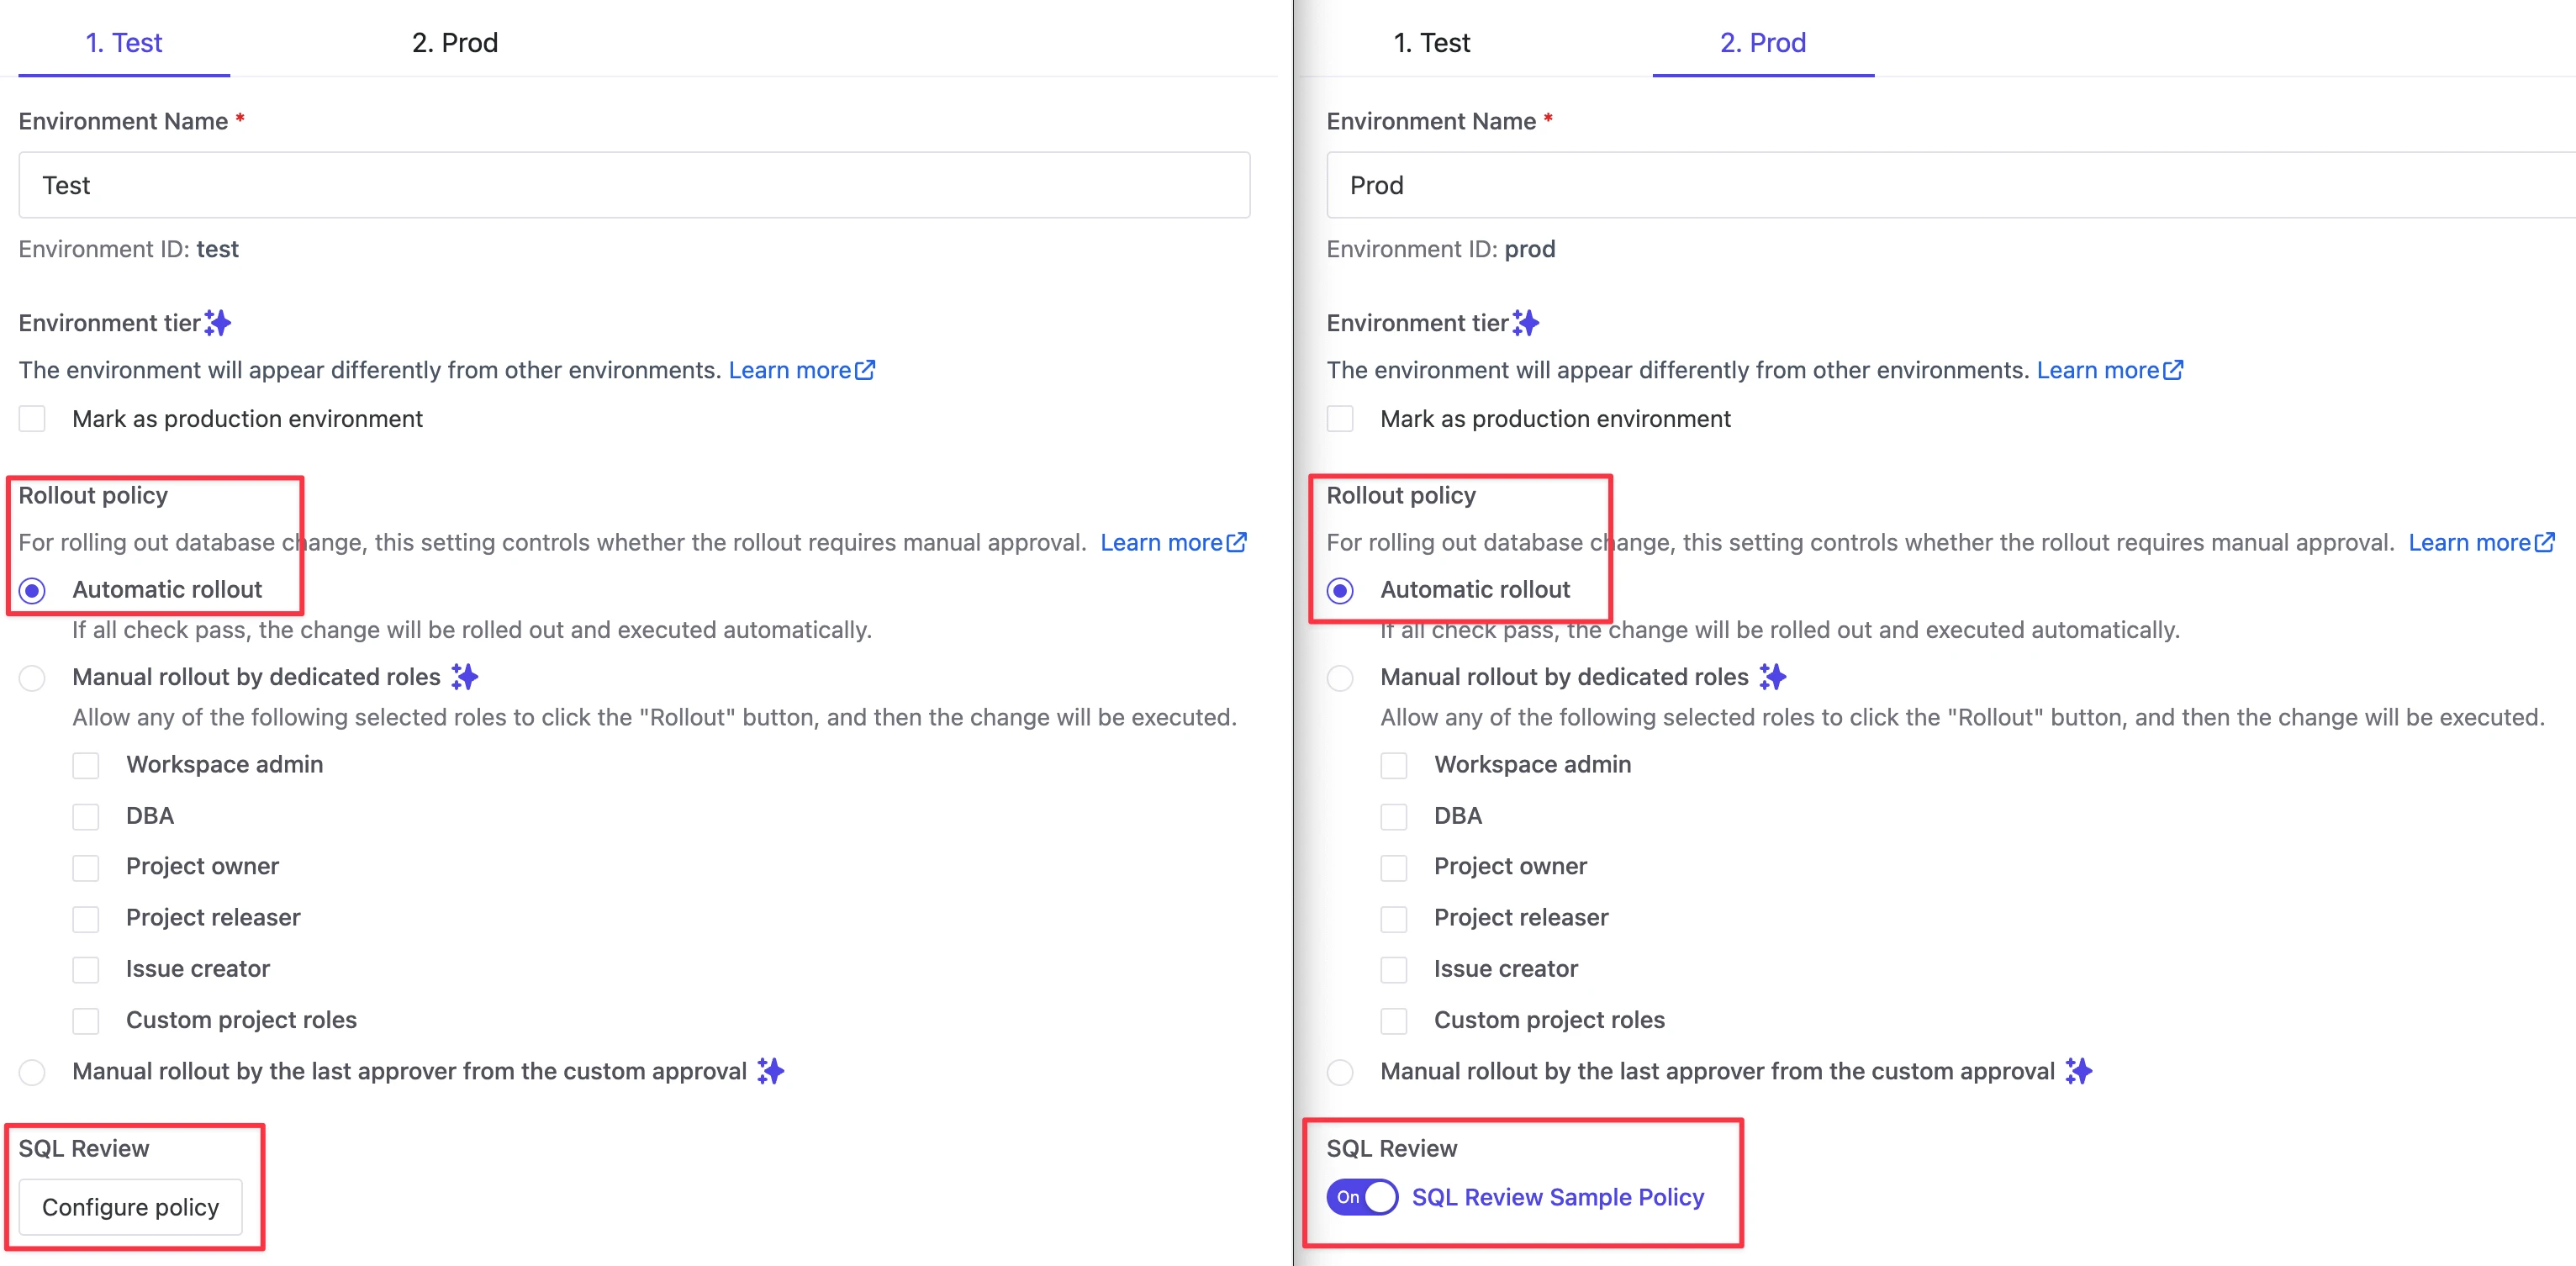 1. Test
2. Prod
Environment Name *
Test
Environment ID: test
Environment tier
The environment will appear differently from other environments. Learn more
Mark as production environment
Rollout policy
For rolling out database change, this setting controls whether the rollout requires manual approval. Learn more
Automatic rollout
If all check pass, the change will be rolled out and executed automatically.
Manual rollout by dedicated roles
Allow any of the following selected roles to click the "Rollout" button, and then the change will be executed.
Workspace admin
DBA
Project owner
Project releaser
Issue creator
Custom project roles
Manual rollout by the last approver from the custom approval
SQL Review
Configure policy
1. Test
2. Prod
Environment Name *
Prod
Environment ID: prod
Environment tier
The environment will appear differently from other environments. Learn more
Mark as production environment
Rollout policy
For rolling out database change, this setting controls whether the rollout requires manual approval. Learn more
Automatic rollout
If all check pass, the change will be rolled out and executed automatically.
Manual rollout by dedicated roles
Allow any of the following selected roles to click the "Rollout" button, and then the change will be executed.
Workspace admin
DBA
Project owner
Project releaser
Issue creator
Custom project roles
Manual rollout by the last approver from the custom approval
SQL Review
On SQL Review Sample Policy